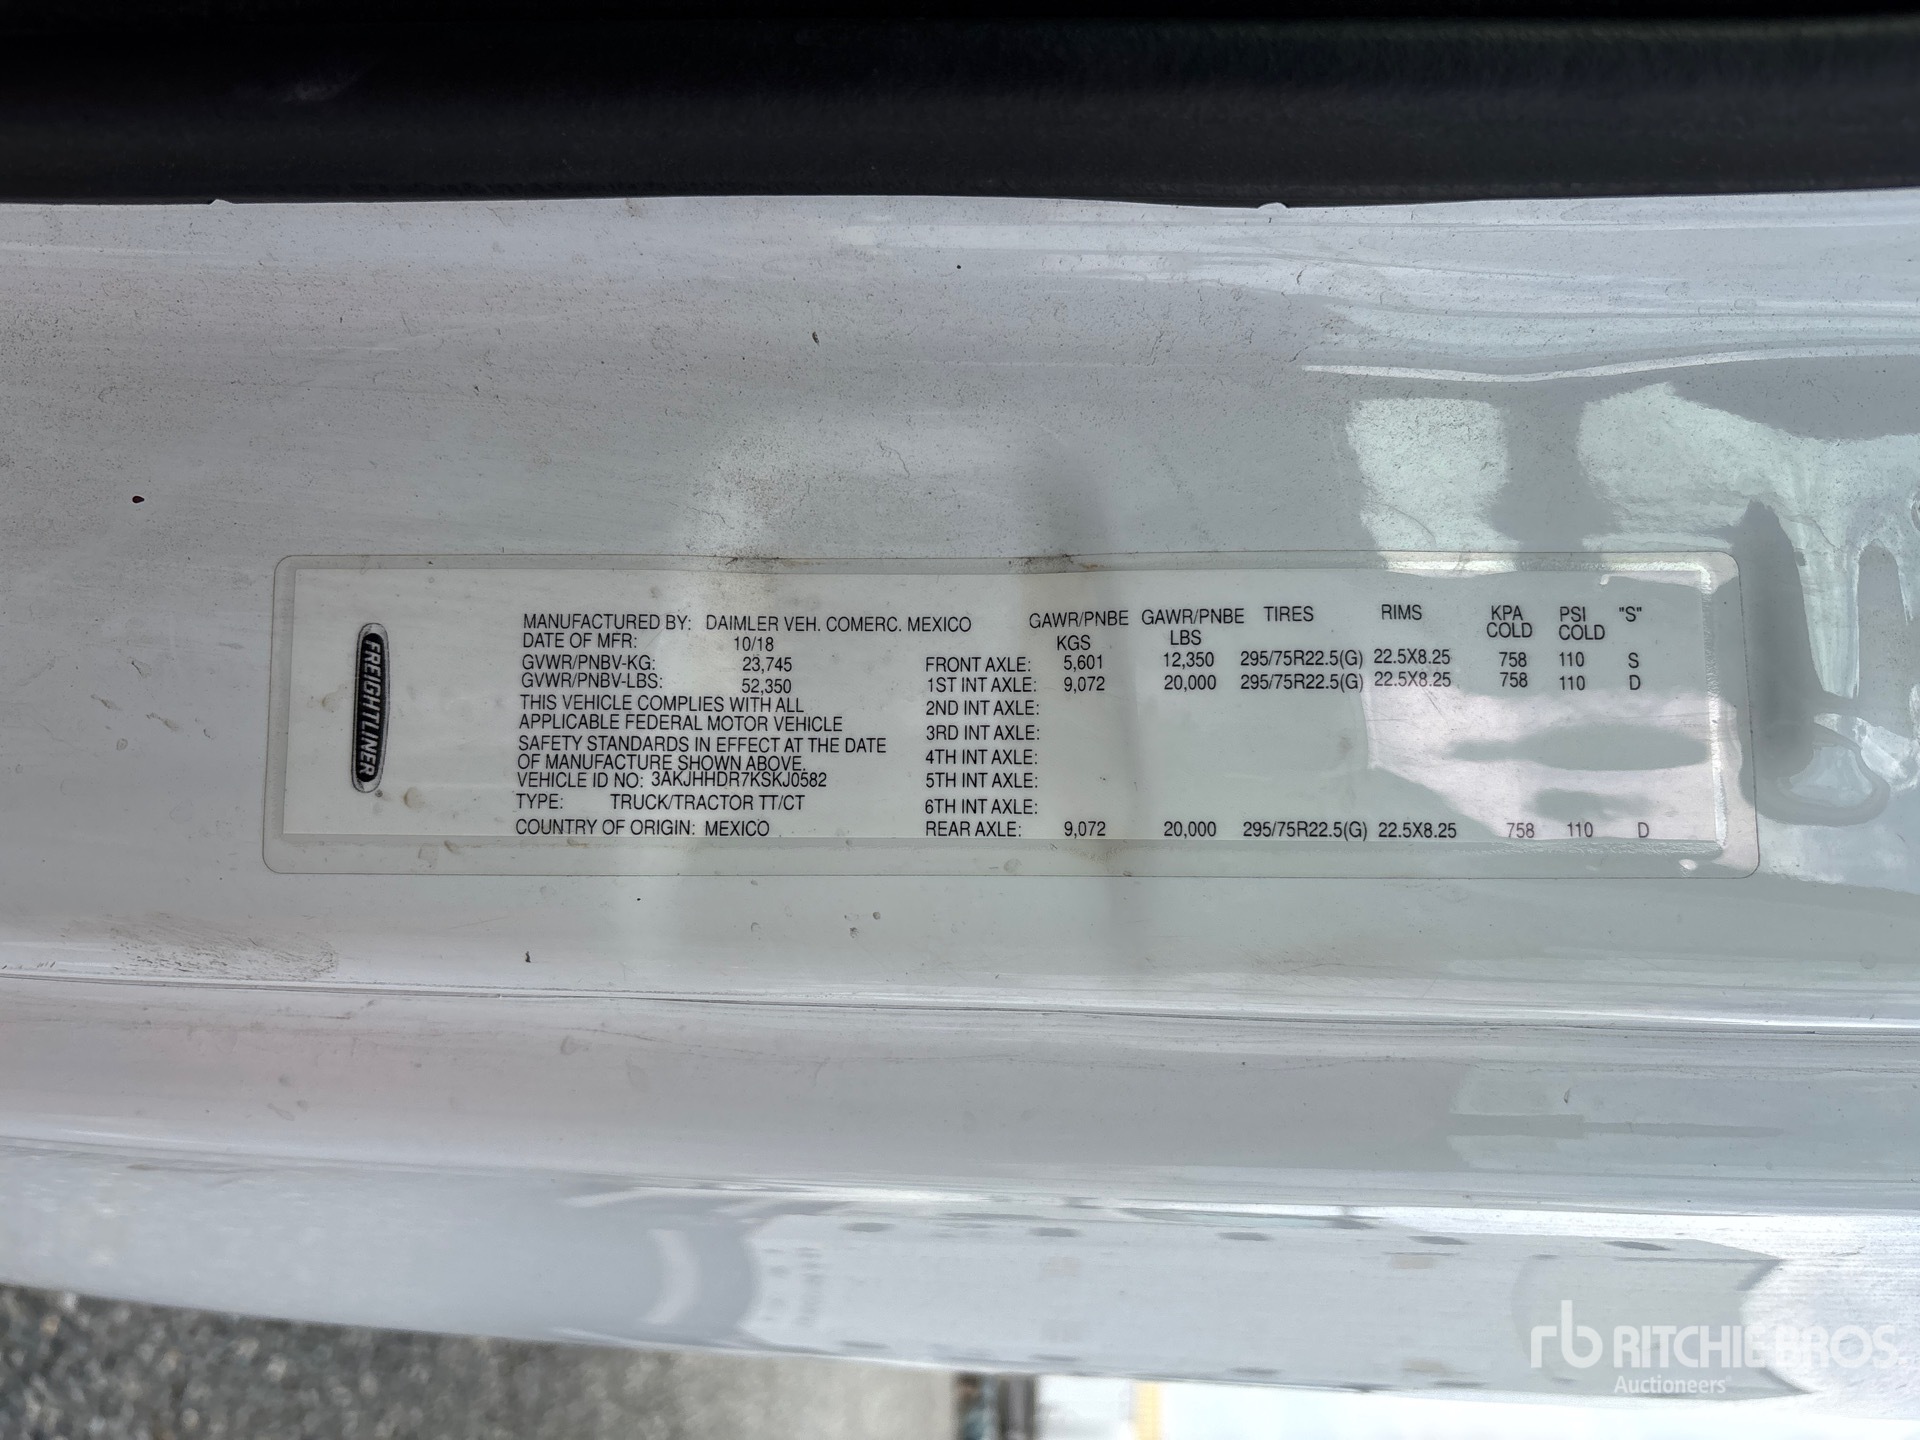 FREIGHTLINER
MANUFACTURED BY: DAIMLER VEH. COMERC. MEXICO
DATE OF MFR: 10/18
GVWR/PNBV-KG: 23,745
GVWR/PNBV-LBS: 52,350
THIS VEHICLE COMPLIES WITH ALL
APPLICABLE FEDERAL MOTOR VEHICLE
SAFETY STANDARDS IN EFFECT AT THE DATE
OF MANUFACTURE SHOWN ABOVE.
VEHICLE ID NO: 3AKJHHDR7KSKJ0582
TYPE: TRUCK/TRACTOR TT/CT
COUNTRY OF ORIGIN: MEXICO
GAWR/PNBE GAWR/PNBE TIRES RIMS KPA PSI "S"
KGS LBS COLD COLD
FRONT AXLE: 5,601 12,350 295/75R22.5(G) 22.5X8.25 758 110 S
1ST INT AXLE: 9,072 20,000 295/75R22.5(G) 22.5X8.25 758 110 D
2ND INT AXLE:
3RD INT AXLE:
4TH INT AXLE:
5TH INT AXLE:
6TH INT AXLE:
REAR AXLE: 9,072 20,000 295/75R22.5(G) 22.5X8.25 758 110 D
rb RITCHIE BROS.
Auctioneers